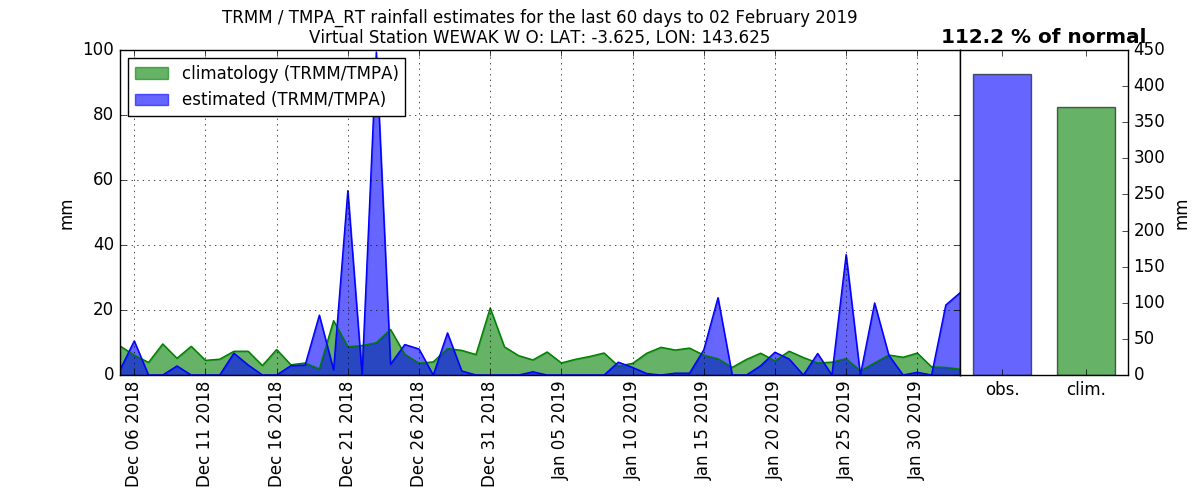 TRMM / TMPA_RT rainfall estimates for the last 60 days to 02 February 2019
Virtual Station WEWAK W O: LAT: -3.625, LON: 143.625
112.2 % of normal
climatology (TRMM/TMPA)
estimated (TRMM/TMPA)
100
80
60
40
20
0
mm
Dec 06 2018
Dec 11 2018
Dec 16 2018
Dec 21 2018
Dec 26 2018
Dec 31 2018
Jan 05 2019
Jan 10 2019
Jan 15 2019
Jan 20 2019
Jan 25 2019
Jan 30 2019
450
400
350
300
250
200
150
100
50
0
mm
obs.
clim.